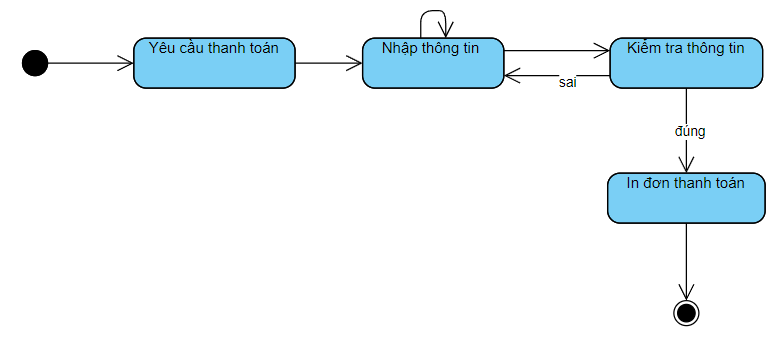 Yêu cầu thanh toán
Nhập thông tin
Kiểm tra thông tin
sai
đúng
In đơn thanh toán